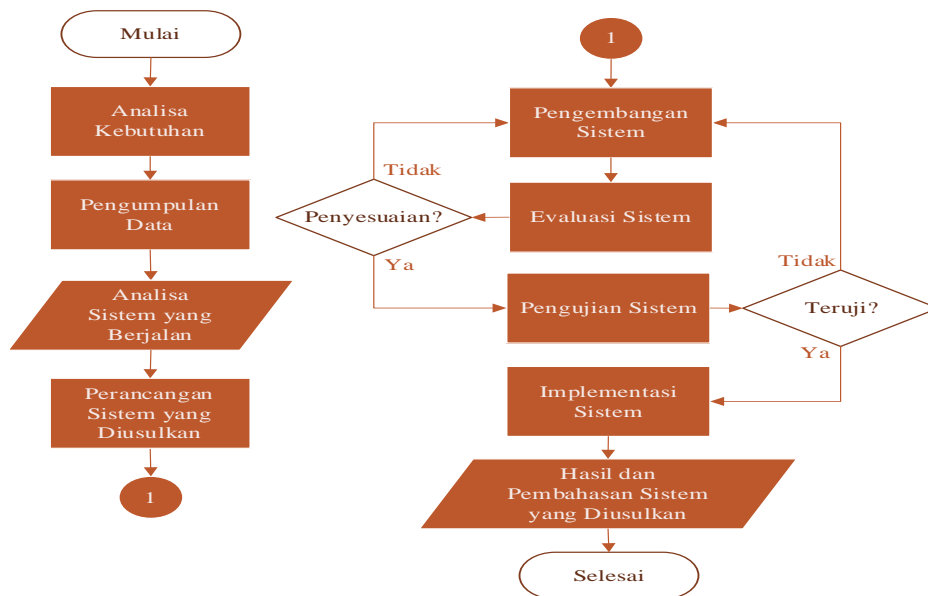 Mulai
Analisa
Kebutuhan
Pengumpulan
Data
Analisa
Sistem yang
Berjalan
Perancangan
Sistem yang
Diusulkan
1
1
Pengembangan
Sistem
Tidak
Penyesuaian?
Evaluasi Sistem
Ya
Pengujian Sistem
Tidak
Teruji?
Ya
Implementasi
Sistem
Hasil dan
Pembahasan Sistem
yang Diusulkan
Selesai